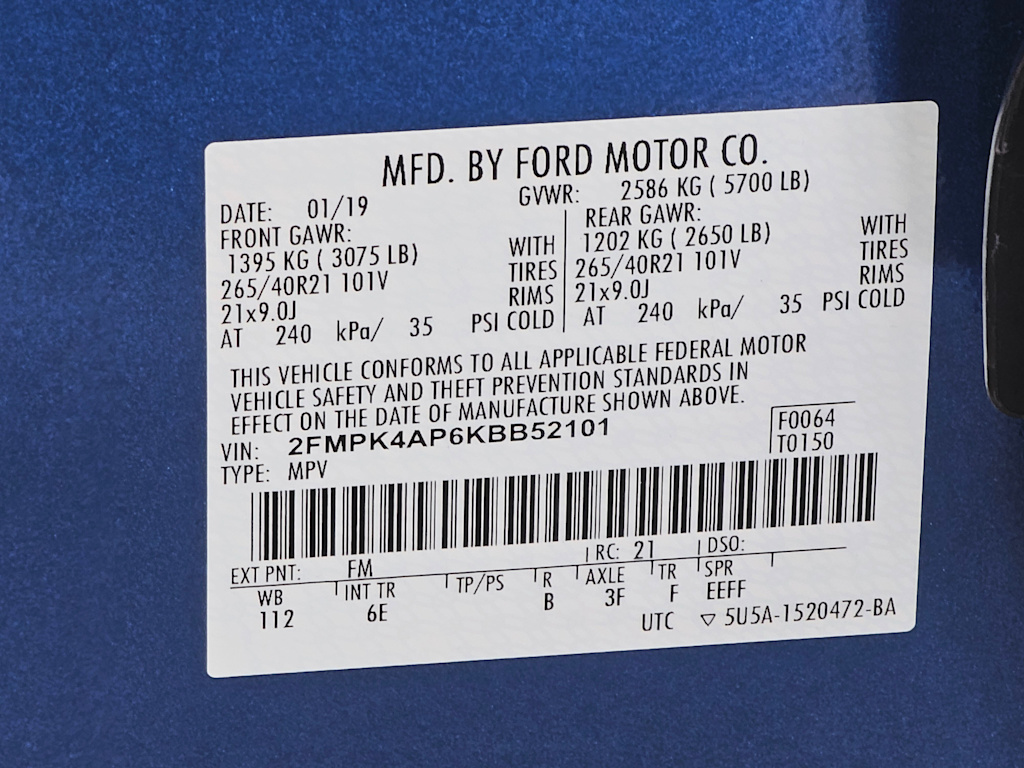 MFD. BY FORD MOTOR CO.
DATE: 01/19 GVWR: 2586 KG ( 5700 LB)
FRONT GAWR: REAR GAWR:
1395 KG ( 3075 LB) WITH 1202 KG ( 2650 LB) WITH
265/40R21 101V TIRES 265/40R21 101V TIRES
21x9.0J RIMS 21x9.0J RIMS
AT 240 kPa/ 35 PSI COLD AT 240 kPa/ 35 PSI COLD
THIS VEHICLE CONFORMS TO ALL APPLICABLE FEDERAL MOTOR
VEHICLE SAFETY AND THEFT PREVENTION STANDARDS IN
EFFECT ON THE DATE OF MANUFACTURE SHOWN ABOVE.
VIN: 2FMPK4AP6KBB52101 F0064
TYPE: MPV T0150
EXT PNT: FM RC: 21 DSO:
WB INT TR TP/PS R AXLE TR SPR
112 6E B 3F F EEFF
UTC ▽ 5U5A-1520472-BA